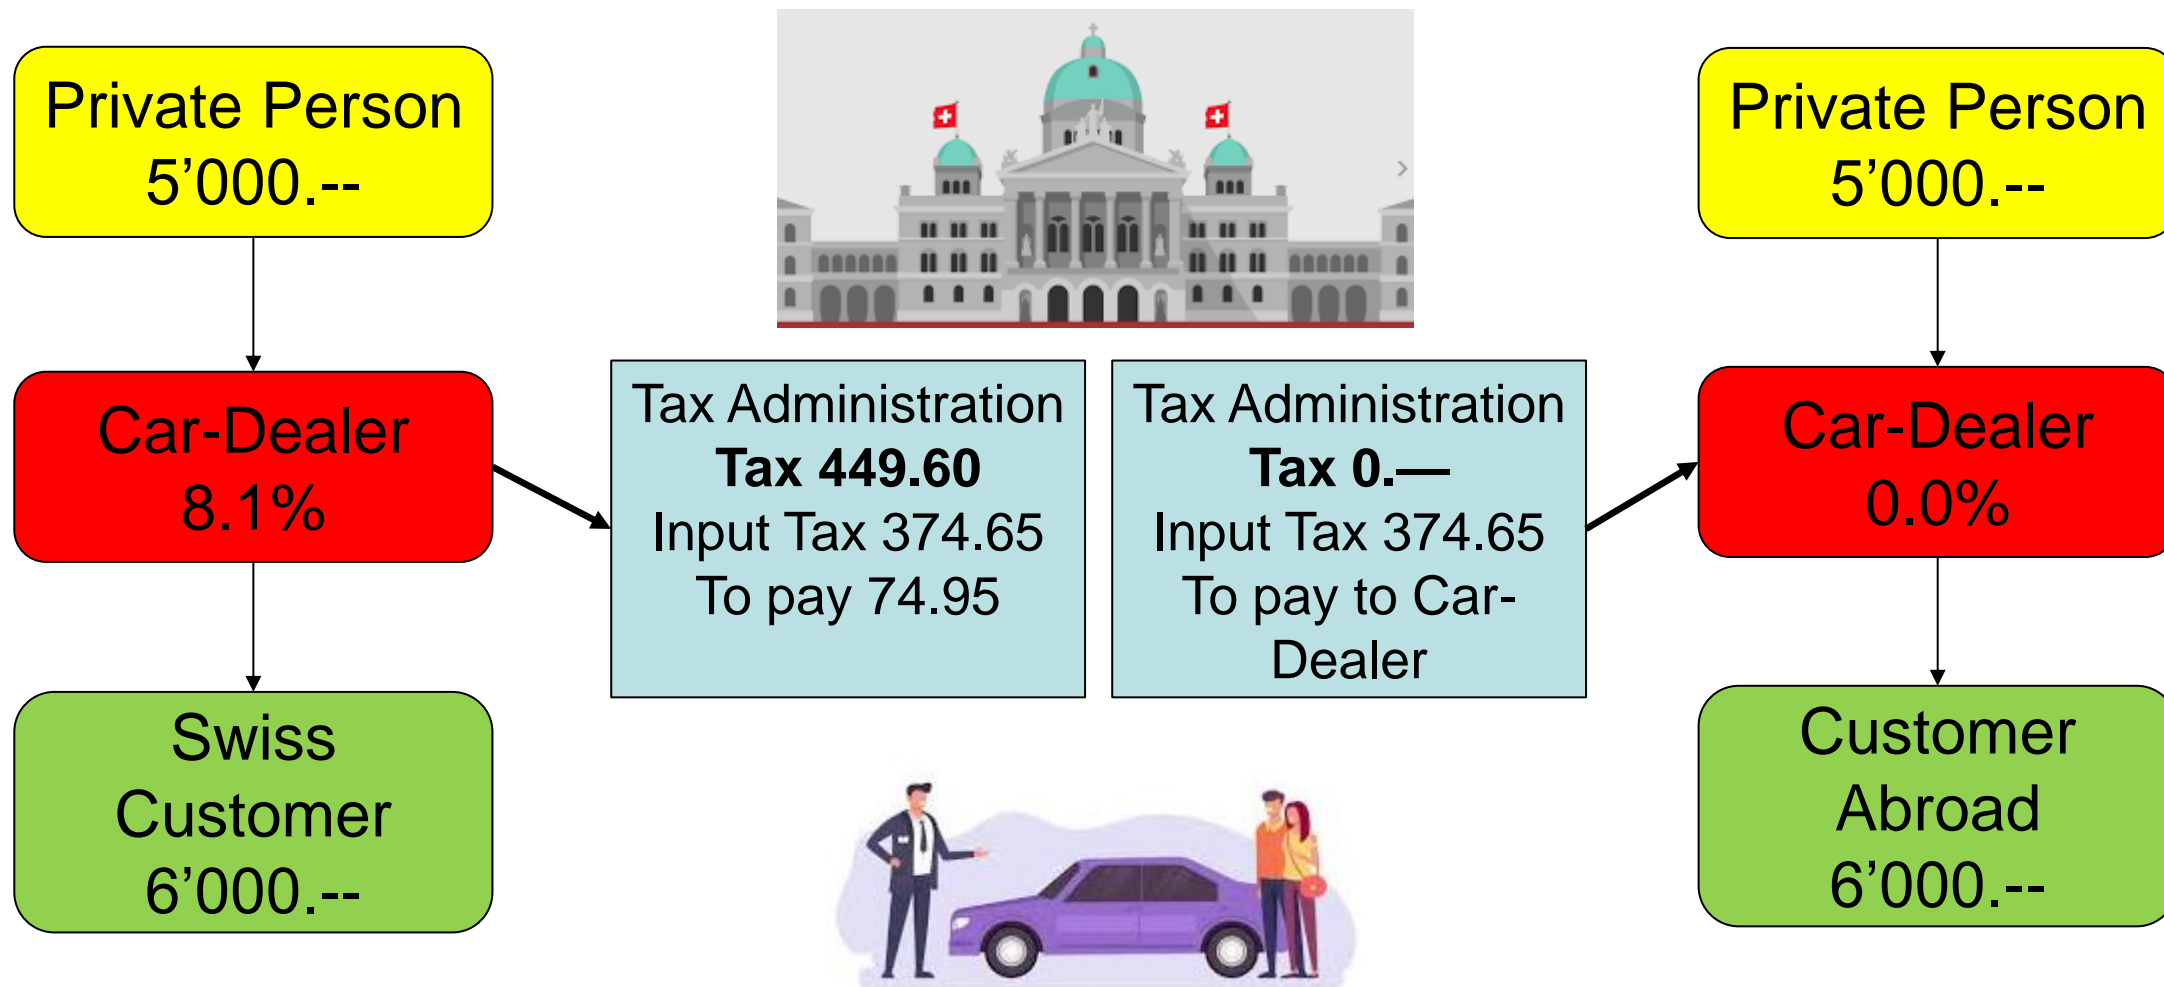 Private Person
5’000.--
Car-Dealer
8.1%
Swiss
Customer
6’000.--
Tax Administration
Tax 449.60
Input Tax 374.65
To pay 74.95
Tax Administration
Tax 0.—
Input Tax 374.65
To pay to Car-
Dealer
Private Person
5’000.--
Car-Dealer
0.0%
Customer
Abroad
6’000.--